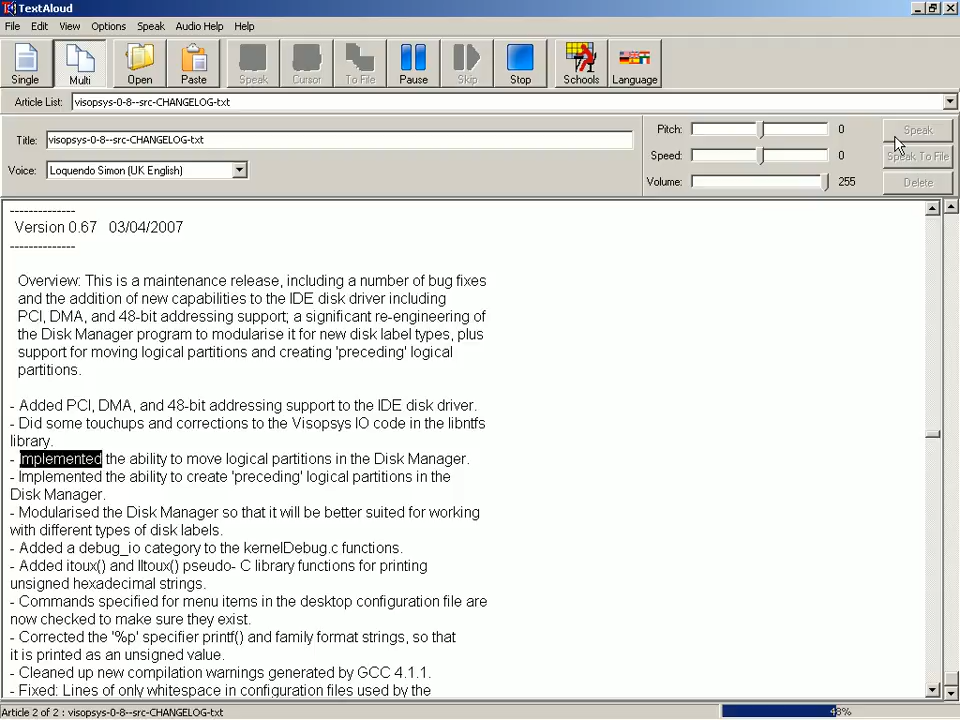 TextAloud
File Edit View Options Speak Audio Help Help
Single Multi Open Paste Speak Cursor To File Pause Skip Stop Schools Language
Article List: visopsys-0-8--src-CHANGELOG-txt
Title: visopsys-0-8--src-CHANGELOG-txt
Voice: Loquendo Simon (UK English)
Pitch: 0 Speak
Speed: 0 Speak To File
Volume: 255 Delete
--------------
Version 0.67 03/04/2007
--------------
Overview: This is a maintenance release, including a number of bug fixes
and the addition of new capabilities to the IDE disk driver including
PCI, DMA, and 48-bit addressing support; a significant re-engineering of
the Disk Manager program to modularise it for new disk label types, plus
support for moving logical partitions and creating 'preceding' logical
partitions.
- Added PCI, DMA, and 48-bit addressing support to the IDE disk driver.
- Did some touchups and corrections to the Visopsys IO code in the libntfs
library.
- Implemented the ability to move logical partitions in the Disk Manager.
- Implemented the ability to create 'preceding' logical partitions in the
Disk Manager.
- Modularised the Disk Manager so that it will be better suited for working
with different types of disk labels.
- Added a debug_io category to the kernelDebug.c functions.
- Added itoux() and lltoux() pseudo- C library functions for printing
unsigned hexadecimal strings.
- Commands specified for menu items in the desktop configuration file are
now checked to make sure they exist.
- Corrected the '%p' specifier printf() and family format strings, so that
it is printed as an unsigned value.
- Cleaned up new compilation warnings generated by GCC 4.1.1.
- Fixed: Lines of only whitespace in configuration files used by the
Article 2 of 2 : visopsys-0-8--src-CHANGELOG-txt 48%